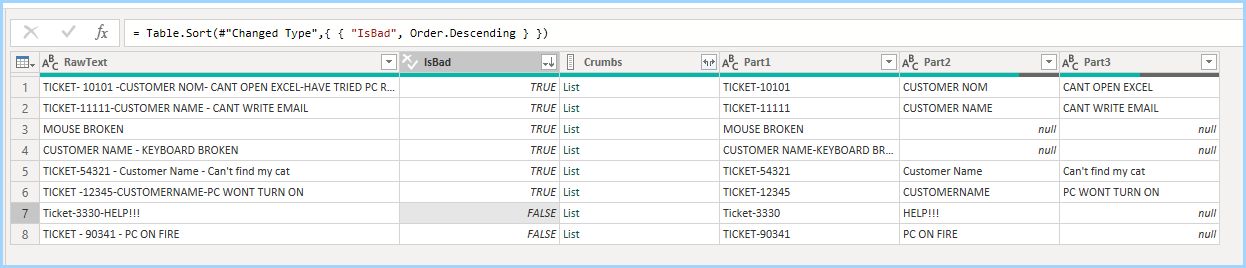 fx = Table.Sort(#"Changed Type",{ { "IsBad", Order.Descending } })
ABC RawText IsBad Crumbs ABC Part1 ABC Part2 ABC Part3
1 TICKET- 10101 -CUSTOMER NOM- CANT OPEN EXCEL-HAVE TRIED PC R... TRUE List TICKET-10101 CUSTOMER NOM CANT OPEN EXCEL
2 TICKET-11111-CUSTOMER NAME - CANT WRITE EMAIL TRUE List TICKET-11111 CUSTOMER NAME CANT WRITE EMAIL
3 MOUSE BROKEN TRUE List MOUSE BROKEN null null
4 CUSTOMER NAME - KEYBOARD BROKEN TRUE List CUSTOMER NAME-KEYBOARD BR... null null
5 TICKET-54321 - Customer Name - Can't find my cat TRUE List TICKET-54321 Customer Name Can't find my cat
6 TICKET -12345-CUSTOMERNAME-PC WONT TURN ON TRUE List TICKET-12345 CUSTOMERNAME PC WONT TURN ON
7 Ticket-3330-HELP!!! FALSE List Ticket-3330 HELP!!! null
8 TICKET - 90341 - PC ON FIRE FALSE List TICKET-90341 PC ON FIRE null